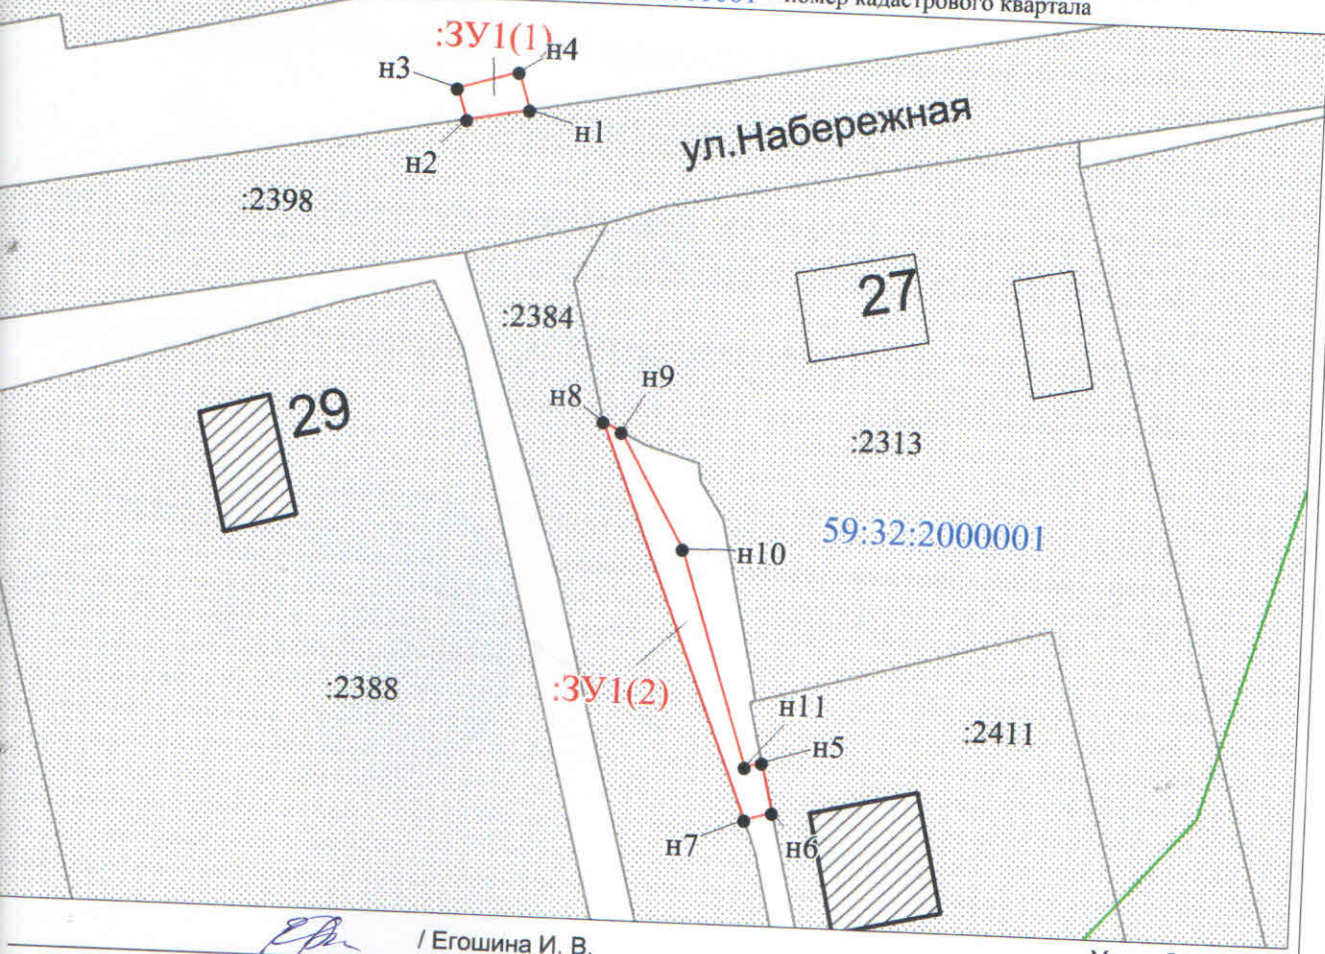 номер кадастрового квартала
:ЗУ1(1)
н4
н3
н1
н2
ул.Набережная
:2398
:2384
27
н9
н8
29
:2313
59:32:2000001
н10
:2388
:ЗУ1(2)
н11
н5
:2411
н7
н6
/ Егошина И. В.